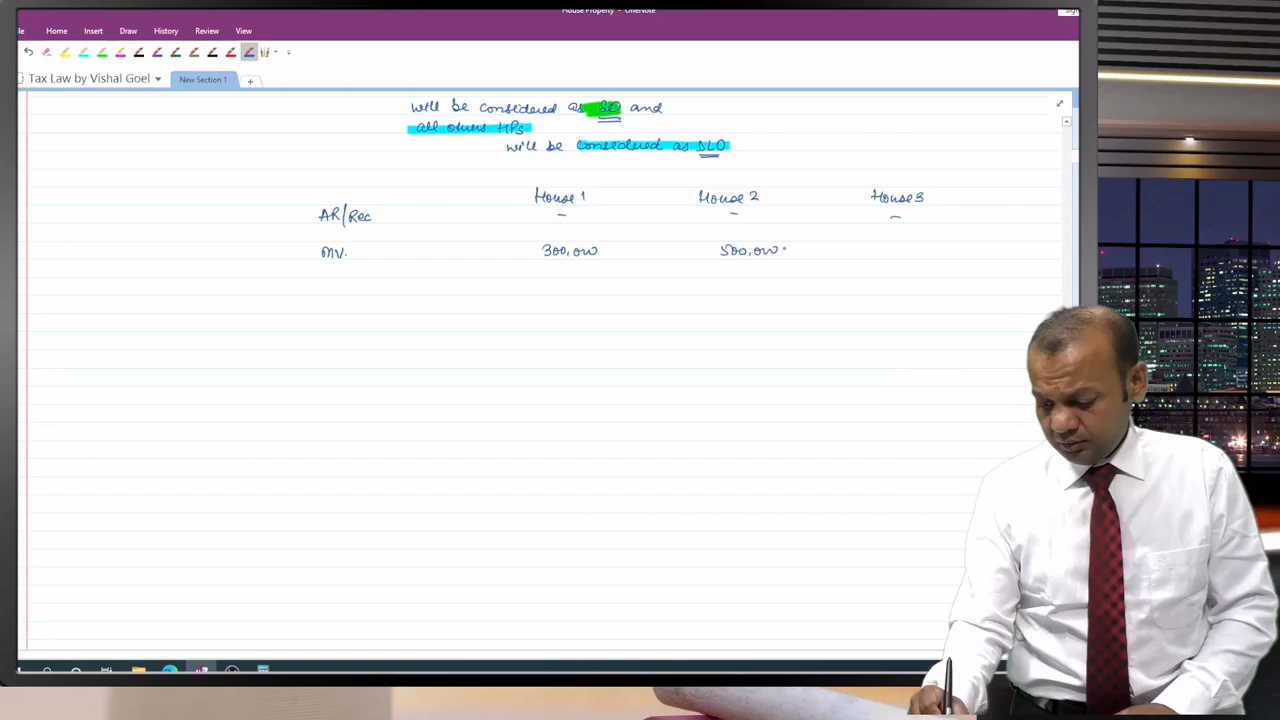 House Property - OneNote
Sign
le Home Insert Draw History Review View
Tax Law by Vishal Goel
New Section 1
will be considered as SO and
all others HPs
will be considered as DLO
House 1 House 2 House 3
AR/Rec - - -
MV. 300,000 500,000